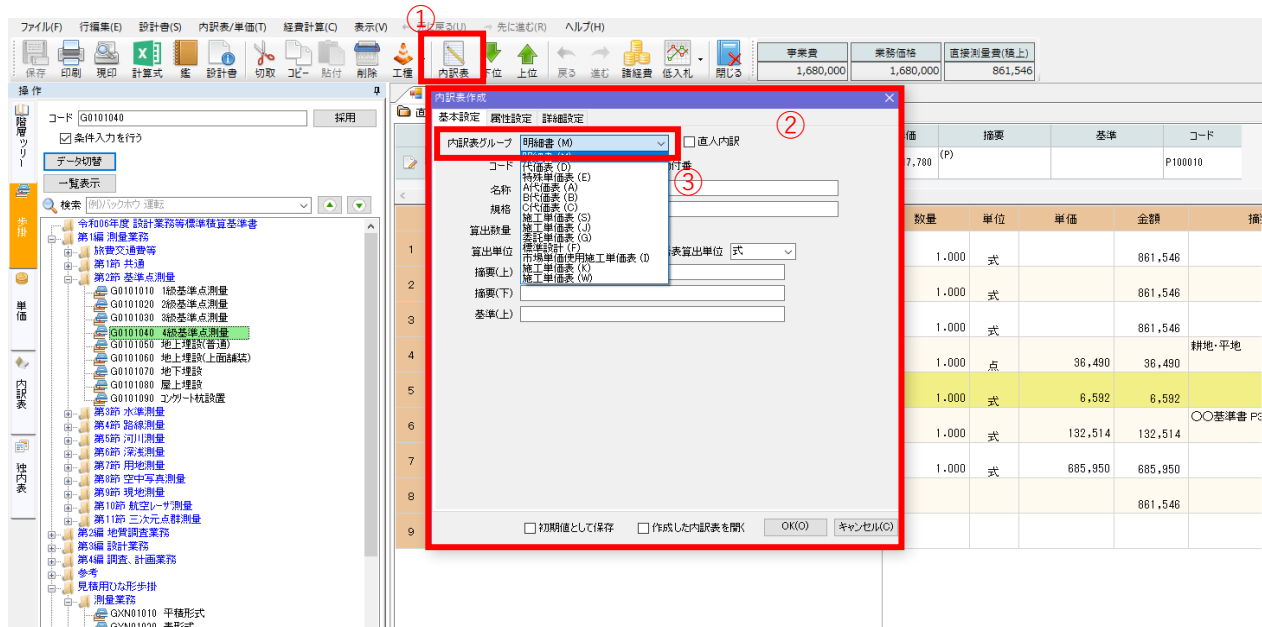 ファイル(F) 行編集(E) 設計書(S) 内訳表/単価(T) 経費計算(C) 表示(V) に戻る(U) 先に進む(R) ヘルプ(H)
①
保存 印刷 現印 計算式 鑑 設計書 切取 コピー 貼付 削除 工種 内訳表 下位 上位 戻る 進む 諸経費 低入札 閉じる
事業費 業務価格 直接測量費(積上)
1,680,000 1,680,000 861,546
操作
階層ツリー
歩掛
単価
内訳表
独内表
コード G0101040 採用
条件入力を行う
データ切替
一覧表示
検索 例)バックホウ 運転
令和06年度 設計業務等標準積算基準書
第1編 測量業務
旅費交通費等
第1節 共通
第2節 基準点測量
G0101010 1級基準点測量
G0101020 2級基準点測量
G0101030 3級基準点測量
G0101040 4級基準点測量
G0101050 地上埋設(普通)
G0101060 地上埋設(上面舗装)
G0101070 地下埋設
G0101080 屋上埋設
G0101090 コンクリート杭設置
第3節 水準測量
第4節 路線測量
第5節 河川測量
第6節 深浅測量
第7節 用地測量
第8節 空中写真測量
第9節 現地測量
第10節 航空レーザ測量
第11節 三次元点群測量
第2編 地質調査業務
第3編 設計業務
第4編 調査、計画業務
参考
見積用ひな形歩掛
測量業務
GXN01010 平積形式
GXN01020 表形式
内訳表作成
基本設定 属性設定 詳細設定
②
内訳表グループ 明細書 (M) 直人内訳
コード
名称
規格
算出数量
算出単位 表算出単位 式
摘要(上)
摘要(下)
基準(上)
③
代価表 (D)
特殊単価表 (E)
A代価表 (A)
B代価表 (B)
C代価表 (C)
施工単価表 (S)
施工単価表 (J)
委託単価表 (G)
標準設計 (F)
市場単価使用施工単価表 (I)
施工単価表 (K)
施工単価表 (W)
初期値として保存 作成した内訳表を開く OK(O) キャンセル(C)
直
価 摘要 基準 コード
7,780 (P) P100010
数量 単位 単価 金額 摘
1 1.000 式 861,546
2 1.000 式 861,546
3 1.000 式 861,546
4 1.000 点 36,490 36,490 耕地・平地
5 1.000 式 6,592 6,592
6 1.000 式 132,514 132,514 〇〇基準書 P3
7 1.000 式 685,950 685,950
8 861,546
9